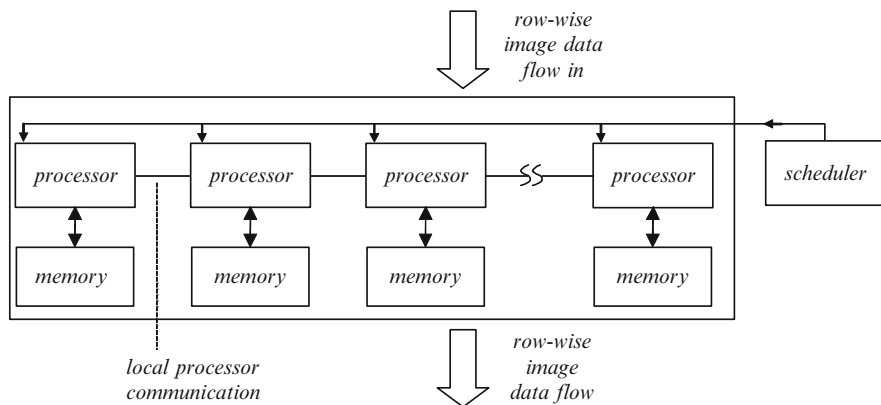 row-wise
image data
flow in
processor
processor
processor
processor
scheduler
memory
memory
memory
memory
local processor
communication
row-wise
image
data flow